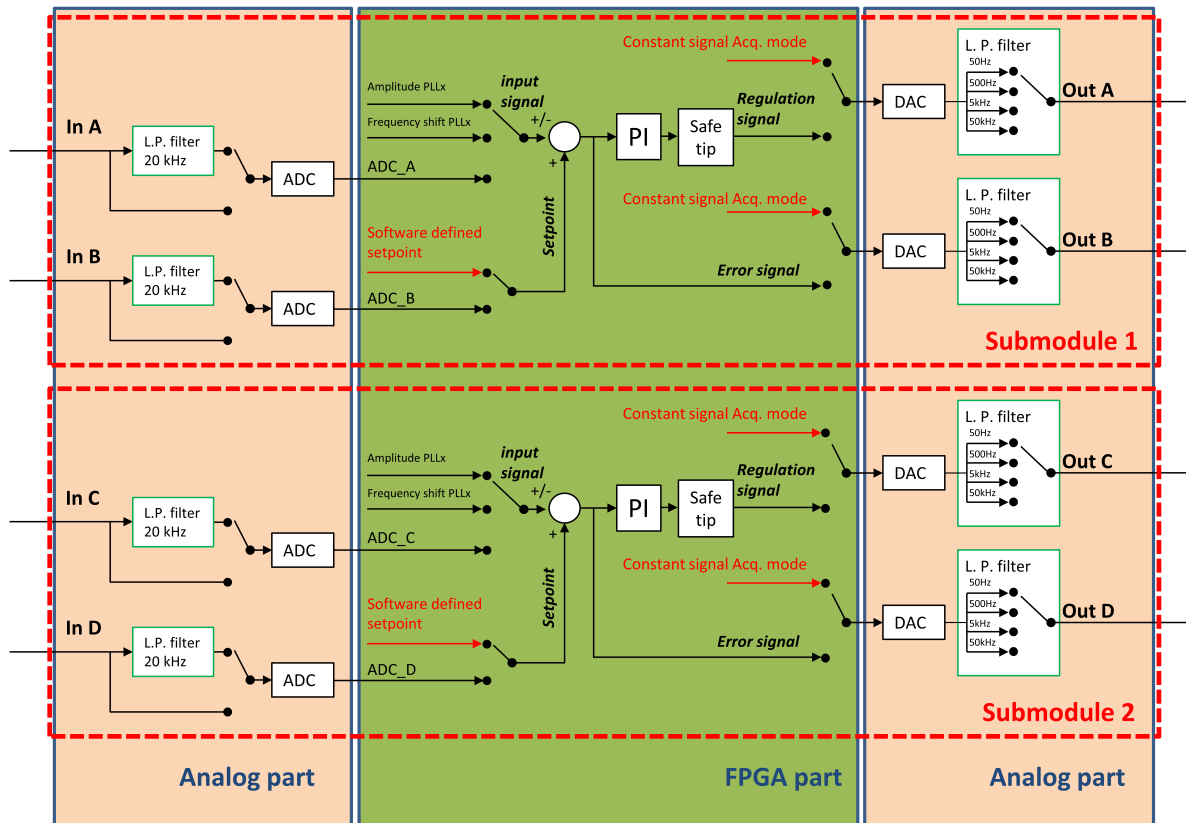 Constant signal Acq. mode
L. P. filter
50Hz
500Hz
5kHz
50kHz
Out A
Amplitude PLLx
input
signal
+/-
DAC
In A
L.P. filter
20 kHz
Frequency shift PLLx
PI
Safe
tip
Regulation
signal
ADC
ADC_A
+
Setpoint
Constant signal Acq. mode
L. P. filter
50Hz
500Hz
5kHz
50kHz
Out B
DAC
Software defined
setpoint
In B
L.P. filter
20 kHz
ADC
ADC_B
Error signal
Submodule 1
Constant signal Acq. mode
L. P. filter
50Hz
500Hz
5kHz
50kHz
Out C
Amplitude PLLx
input
signal
+/-
DAC
In C
L.P. filter
20 kHz
Frequency shift PLLx
PI
Safe
tip
Regulation
signal
ADC
ADC_C
+
Setpoint
Constant signal Acq. mode
L. P. filter
50Hz
500Hz
5kHz
50kHz
Out D
DAC
Software defined
setpoint
In D
L.P. filter
20 kHz
ADC
ADC_D
Error signal
Submodule 2
Analog part
FPGA part
Analog part